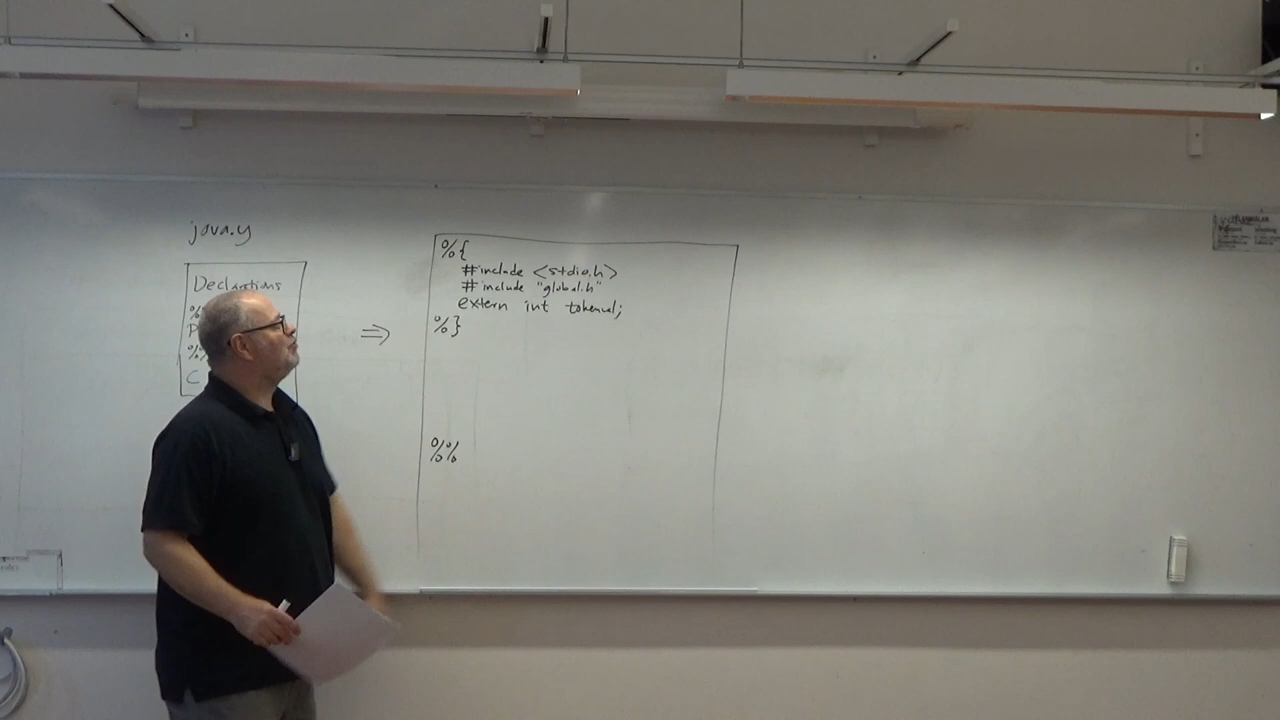 java.y
Declarations
%
P
%%
C
⇒
%{
#include <stdio.h>
#include "global.h"
extern int tokenval;
%}
%%